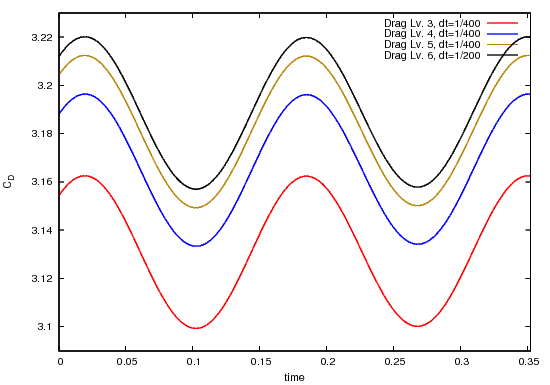 Drag Lv. 3, dt=1/400
Drag Lv. 4, dt=1/400
Drag Lv. 5, dt=1/400
Drag Lv. 6, dt=1/200
3.22
3.2
3.18
3.16
3.14
3.12
3.1
C_D
0 0.05 0.1 0.15 0.2 0.25 0.3 0.35
time